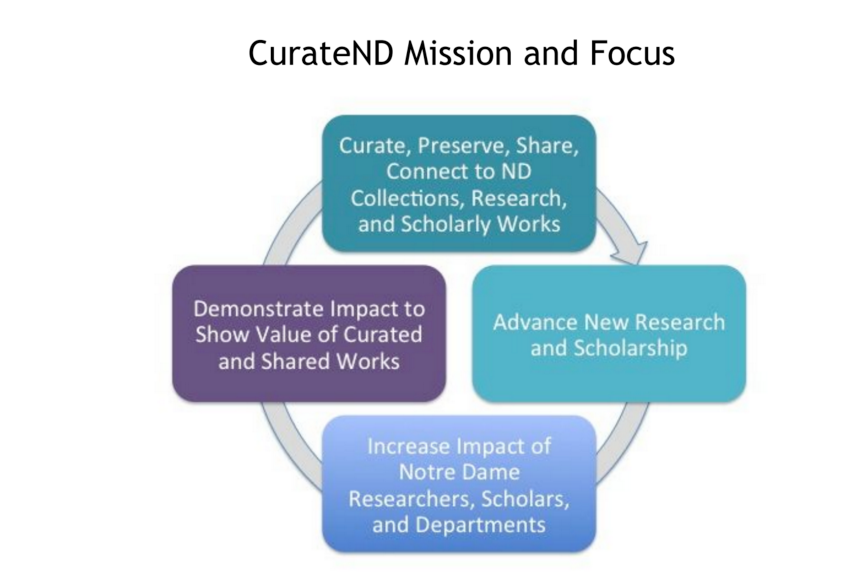 CurateND Mission and Focus
Curate, Preserve, Share,
Connect to ND
Collections, Research,
and Scholarly Works
Advance New Research
and Scholarship
Increase Impact of
Notre Dame
Researchers, Scholars,
and Departments
Demonstrate Impact to
Show Value of Curated
and Shared Works